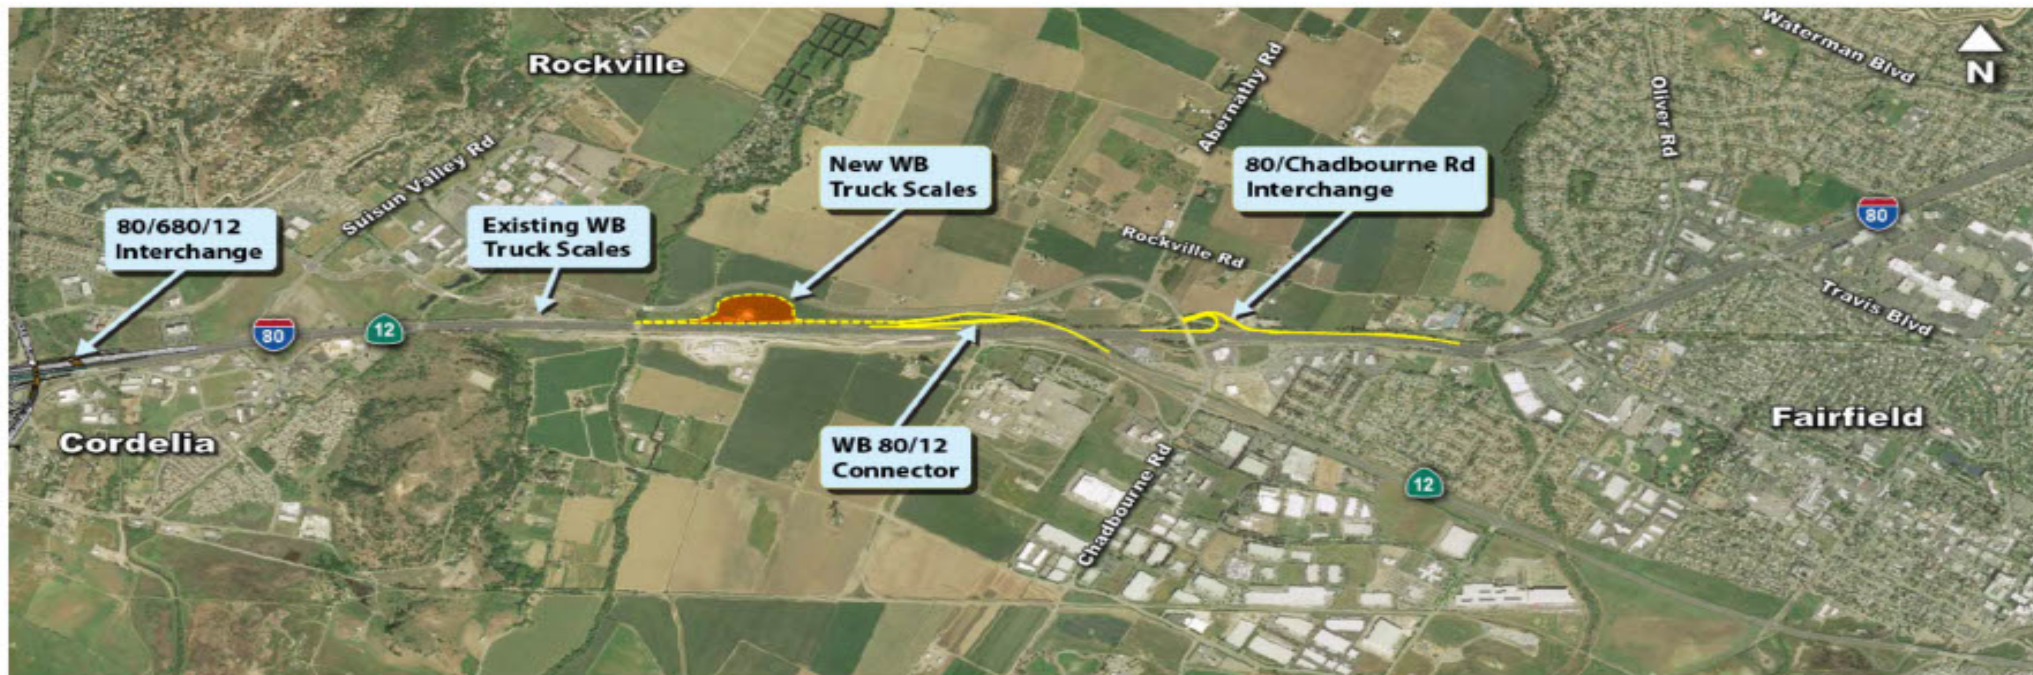 Waterman Blvd
N
Rockville
Abernathy Rd
Oliver Rd
Suisun Valley Rd
New WB
Truck Scales
80/Chadbourne Rd
Interchange
80/680/12
Interchange
Existing WB
Truck Scales
Rockville Rd
80
Travis Blvd
80
12
Cordelia
Fairfield
WB 80/12
Connector
Chadbourne Rd
12